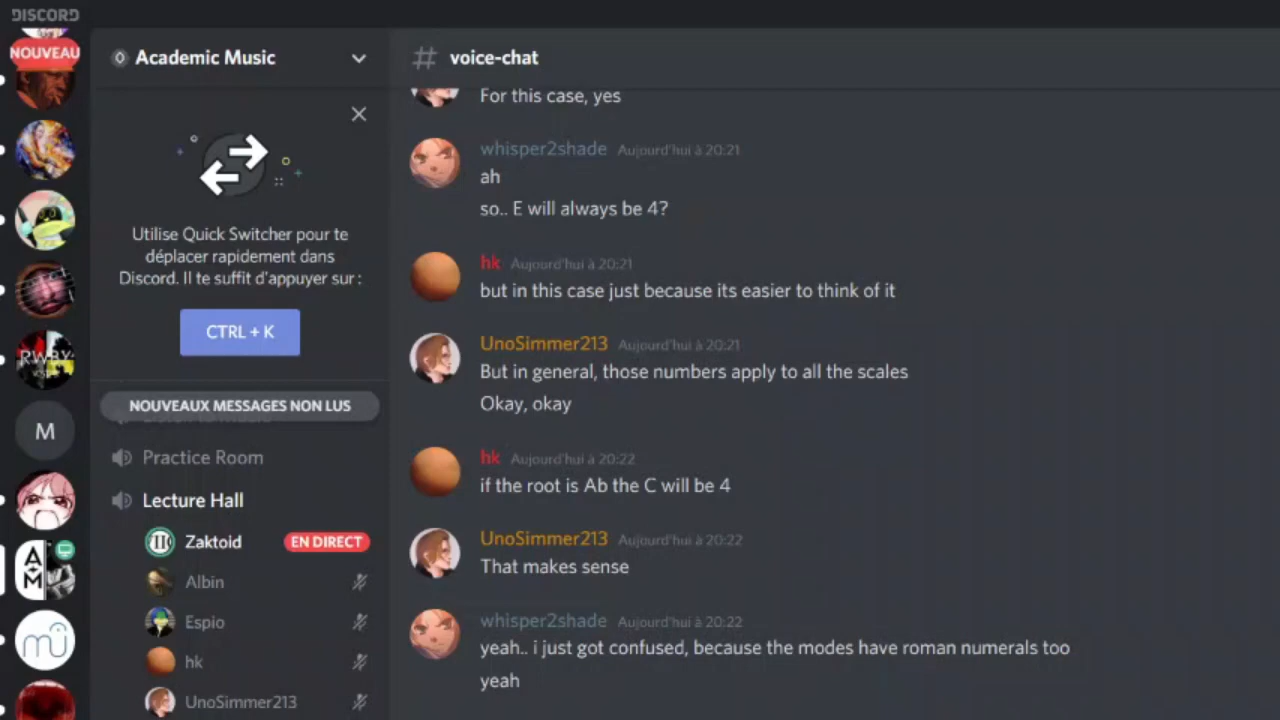 DISCORD
NOUVEAU
RWBY
M
A
M
Academic Music
Utilise Quick Switcher pour te
déplacer rapidement dans
Discord. Il te suffit d'appuyer sur :
CTRL + K
NOUVEAUX MESSAGES NON LUS
Practice Room
Lecture Hall
Zaktoid EN DIRECT
Albin
Espio
hk
UnoSimmer213
# voice-chat
For this case, yes
whisper2shade Aujourd'hui à 20:21
ah
so.. E will always be 4?
hk Aujourd'hui à 20:21
but in this case just because its easier to think of it
UnoSimmer213 Aujourd'hui à 20:21
But in general, those numbers apply to all the scales
Okay, okay
hk Aujourd'hui à 20:22
if the root is Ab the C will be 4
UnoSimmer213 Aujourd'hui à 20:22
That makes sense
whisper2shade Aujourd'hui à 20:22
yeah.. i just got confused, because the modes have roman numerals too
yeah